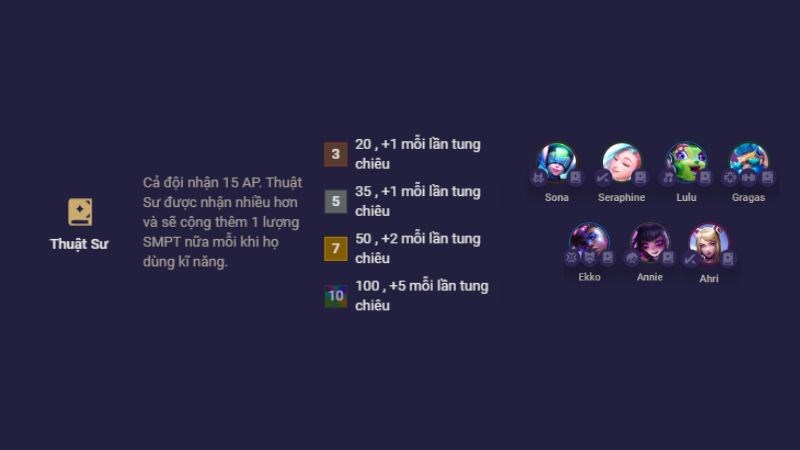 Thuật Sư
Cả đội nhận 15 AP. Thuật
Sư được nhận nhiều hơn
và sẽ cộng thêm 1 lượng
SMPT nữa mỗi khi họ
dùng kĩ năng.
3
20 , +1 mỗi lần tung
chiêu
5
35 , +1 mỗi lần tung
chiêu
7
50 , +2 mỗi lần tung
chiêu
10
100 , +5 mỗi lần tung
chiêu
Sona
Seraphine
Lulu
Gragas
Ekko
Annie
Ahri